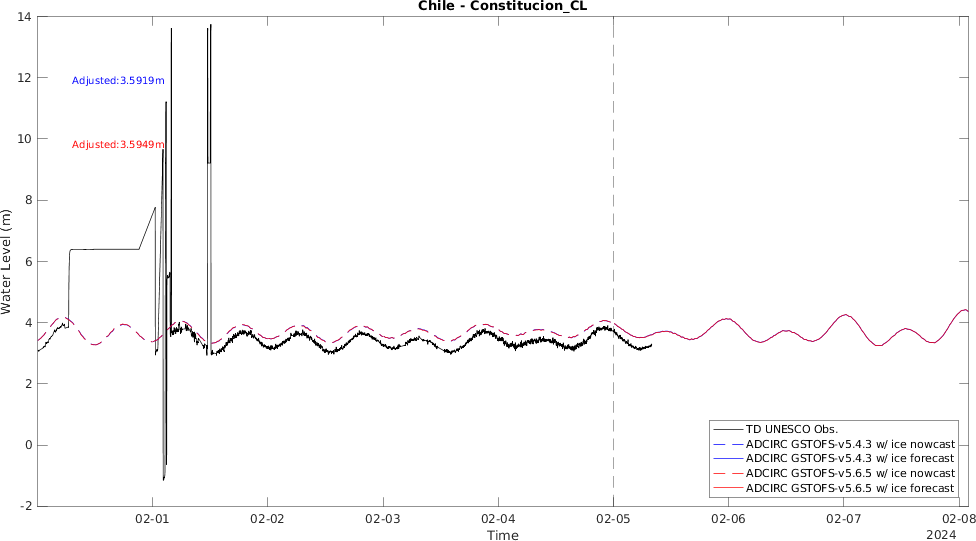 Chile - Constitucion_CL
14
12
10
8
6
4
2
0
-2
Water Level (m)
Adjusted:3.5919m
Adjusted:3.5949m
TD UNESCO Obs.
ADCIRC GSTOFS-v5.4.3 w/ ice nowcast
ADCIRC GSTOFS-v5.4.3 w/ ice forecast
ADCIRC GSTOFS-v5.6.5 w/ ice nowcast
ADCIRC GSTOFS-v5.6.5 w/ ice forecast
02-01 02-02 02-03 02-04 02-05 02-06 02-07 02-08
Time
2024